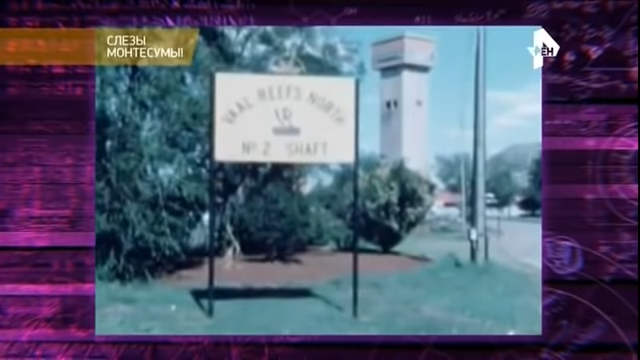 СЛЕЗЫ
МОНТЕСУМЫ!
РЕН
VAAL REEFS NORTH
Nº 2 SHAFT